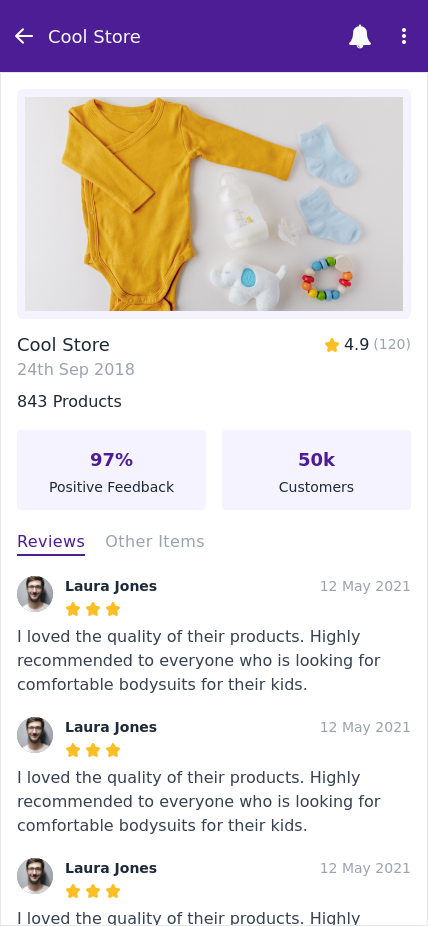 Cool Store
Cool Store
4.9 (120)
24th Sep 2018
843 Products
97%
Positive Feedback
50k
Customers
Reviews
Other Items
Laura Jones
12 May 2021
I loved the quality of their products. Highly
recommended to everyone who is looking for
comfortable bodysuits for their kids.
Laura Jones
12 May 2021
I loved the quality of their products. Highly
recommended to everyone who is looking for
comfortable bodysuits for their kids.
Laura Jones
12 May 2021
I loved the quality of their products. Highly